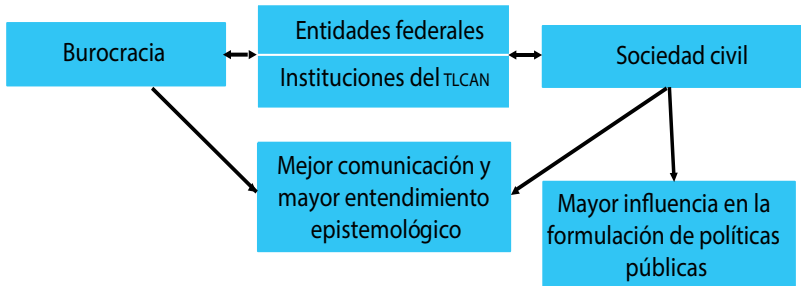 Burocracia
Entidades federales
Instituciones del TLCAN
Sociedad civil
Mejor comunicación y
mayor entendimiento
epistemológico
Mayor influencia en la
formulación de políticas
públicas